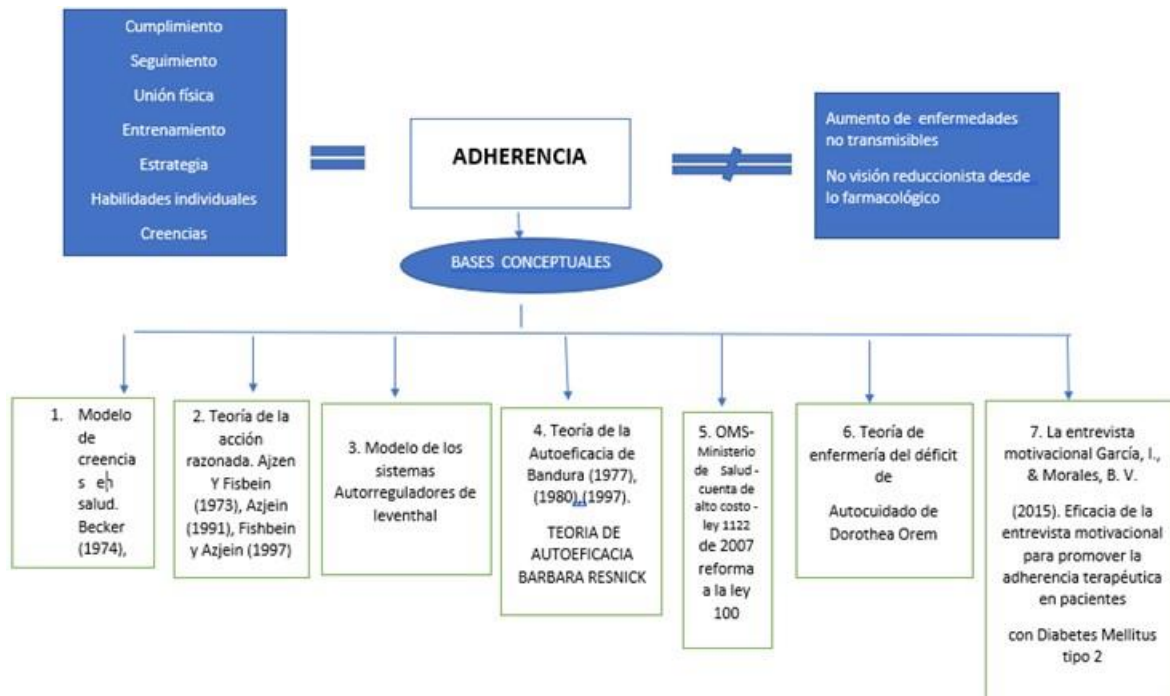 Cumplimiento
Seguimiento
Unión física
Entrenamiento
Estrategia
Habilidades individuales
Creencias
ADHERENCIA
Aumento de enfermedades
no transmisibles
No visión reduccionista desde
lo farmacológico
BASES CONCEPTUALES
1. Modelo
de
creencia
s en
salud.
Becker
(1974),
2. Teoría de la
acción
razonada. Ajzen
Y Fisbein
(1973), Azjein
(1991), Fishbein
y Azjein (1997)
3. Modelo de los
sistemas
Autorreguladores de
leventhal
4. Teoría de la
Autoeficacia de
Bandura (1977),
(1980),,(1997).
TEORIA DE
AUTOEFICACIA
BARBARA RESNICK
5. OMS-
Ministerio
de Salud -
cuenta de
alto costo -
ley 1122
de 2007
reforma
a la ley
100
6. Teoría de
enfermería del déficit
de
Autocuidado de
Dorothea Orem
7. La entrevista
motivacional García, I.,
& Morales, B. V.
(2015). Eficacia de la
entrevista motivacional
para promover la
adherencia terapéutica
en pacientes
con Diabetes Mellitus
tipo 2